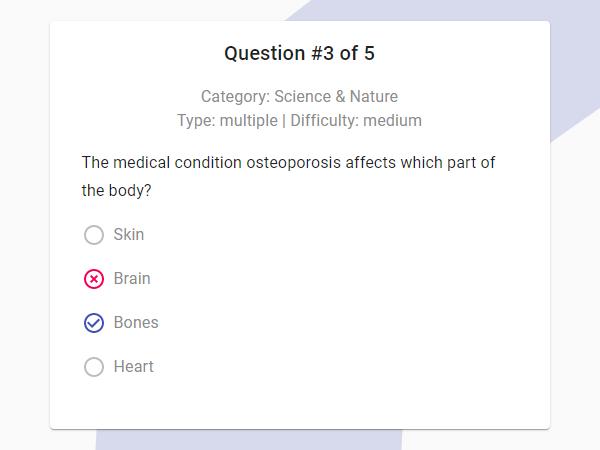 Question #3 of 5
Category: Science & Nature
Type: multiple | Difficulty: medium
The medical condition osteoporosis affects which part of
the body?
Skin
Brain
Bones
Heart